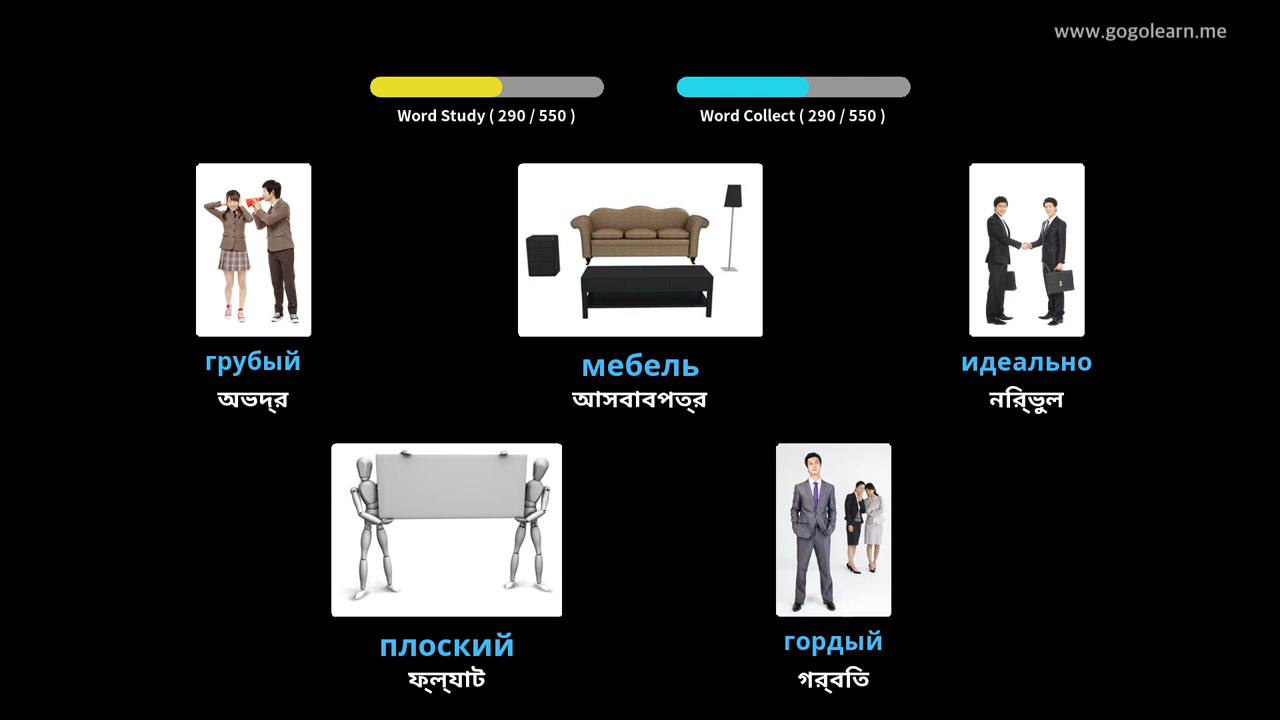 www.gogolearn.me
Word Study ( 290 / 550 )
Word Collect ( 290 / 550 )
грубый
অভদ্র
мебель
আসবাবপত্র
идеально
নির্ভুল
плоский
ফ্ল্যাট
гордый
গর্বিত